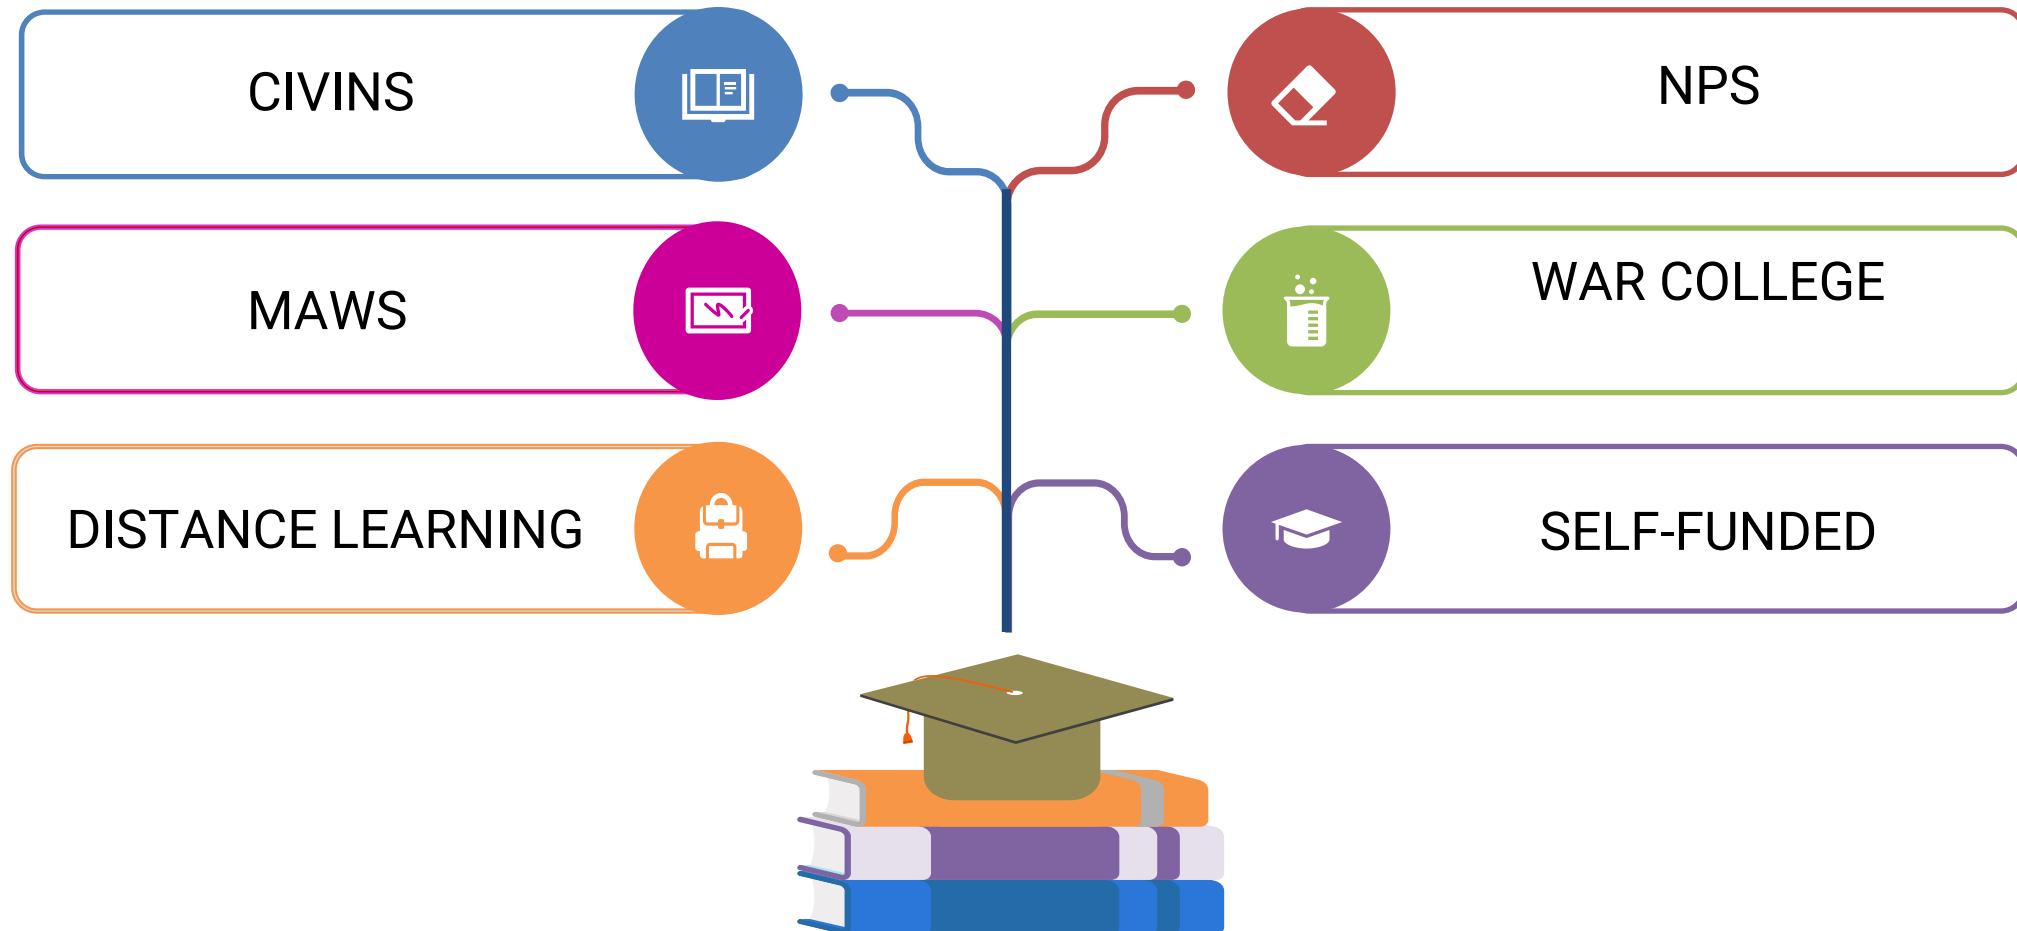 CIVINS
NPS
MAWS
WAR COLLEGE
DISTANCE LEARNING
SELF-FUNDED